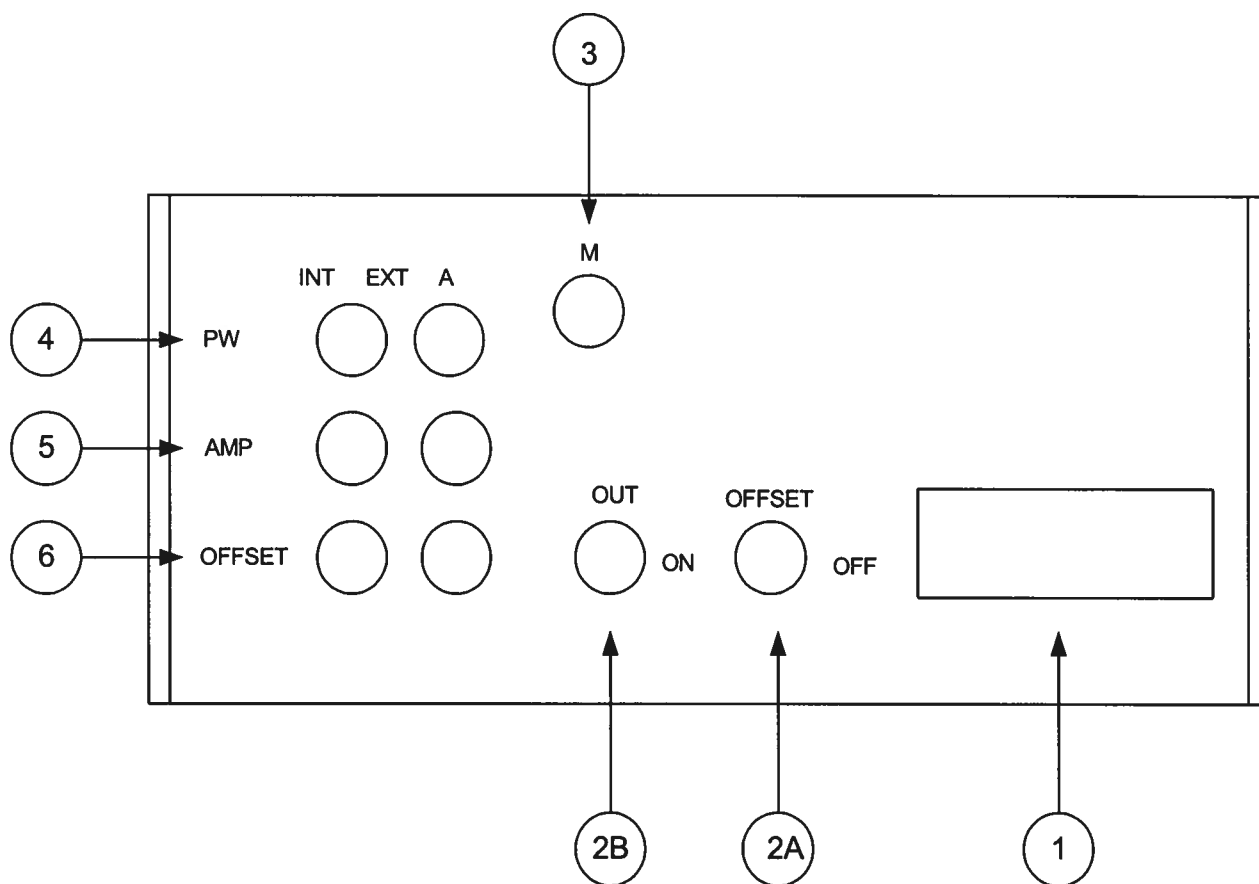 3
M
INT EXT A
4 PW
5 AMP
OUT OFFSET
6 OFFSET ON OFF
2B 2A 1